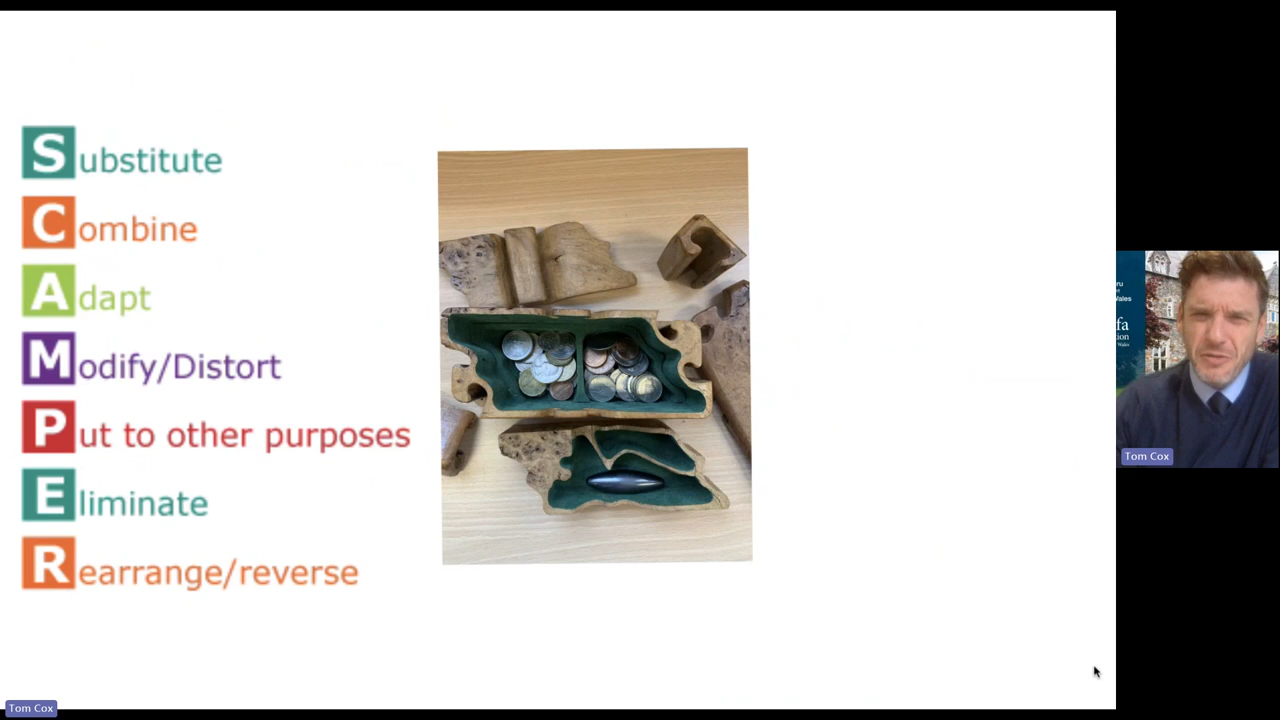 Substitute
Combine
Adapt
Modify/Distort
Put to other purposes
Eliminate
Rearrange/reverse
Tom Cox
Tom Cox